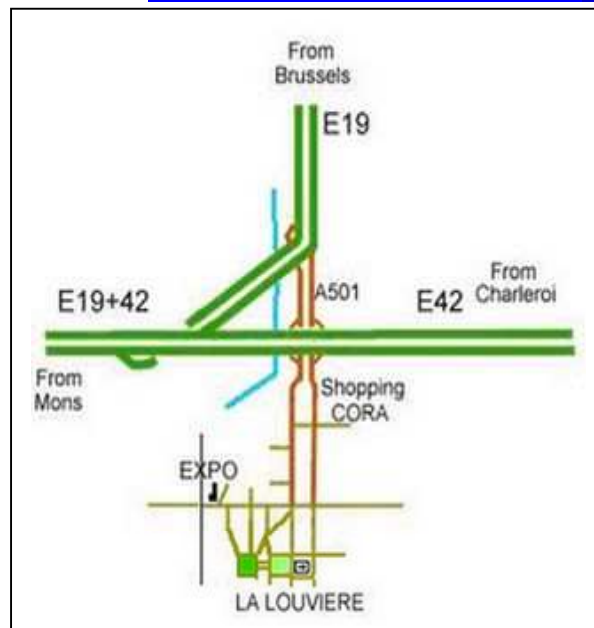 From
Brussels
E19
A501
E19+42
E42
From
Charleroi
From
Mons
Shopping
CORA
EXPO
LA LOUVIERE